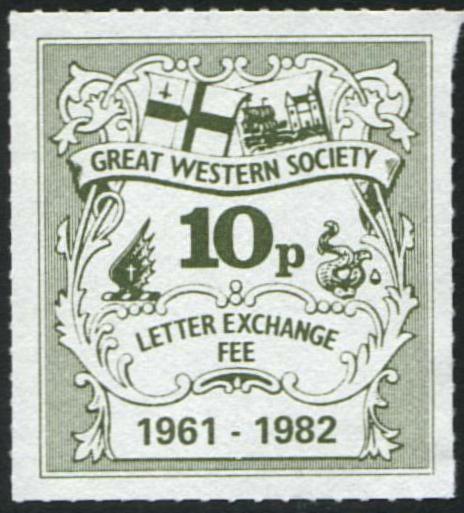 GREAT WESTERN SOCIETY
10p
LETTER EXCHANGE
FEE
1961 - 1982